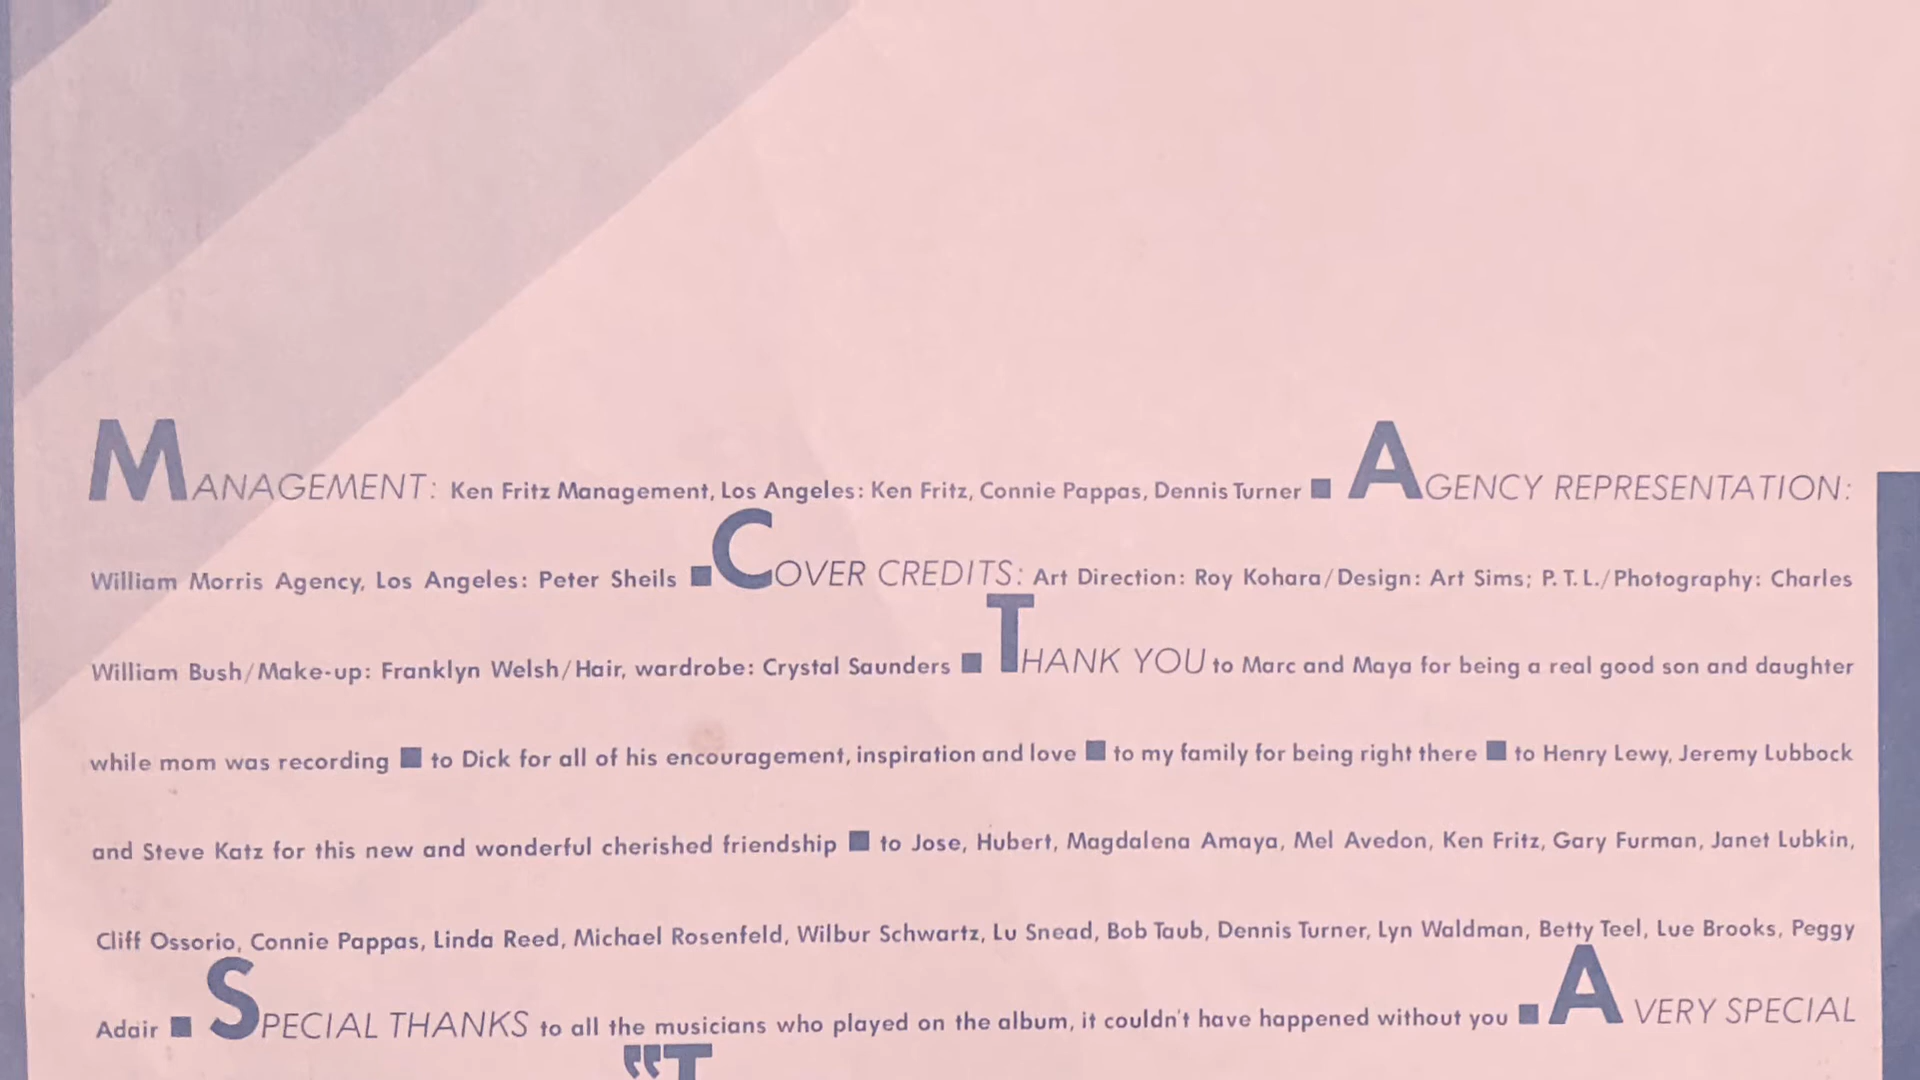 MANAGEMENT: Ken Fritz Management, Los Angeles: Ken Fritz, Connie Pappas, Dennis Turner ■ AGENCY REPRESENTATION:
William Morris Agency, Los Angeles: Peter Sheils ■ COVER CREDITS: Art Direction: Roy Kohara/Design: Art Sims; P.T.L./Photography: Charles
William Bush/Make-up: Franklyn Welsh/Hair, wardrobe: Crystal Saunders ■ THANK YOU to Marc and Maya for being a real good son and daughter
while mom was recording ■ to Dick for all of his encouragement, inspiration and love ■ to my family for being right there ■ to Henry Lewy, Jeremy Lubbock
and Steve Katz for this new and wonderful cherished friendship ■ to Jose, Hubert, Magdalena Amaya, Mel Avedon, Ken Fritz, Gary Furman, Janet Lubkin,
Cliff Ossorio, Connie Pappas, Linda Reed, Michael Rosenfeld, Wilbur Schwartz, Lu Snead, Bob Taub, Dennis Turner, Lyn Waldman, Betty Teel, Lue Brooks, Peggy
Adair ■ SPECIAL THANKS to all the musicians who played on the album, it couldn't have happened without you ■ A VERY SPECIAL